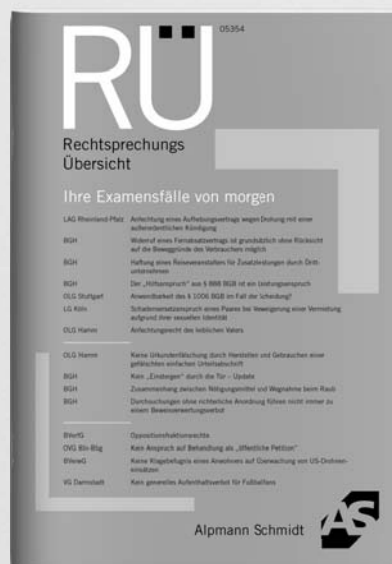 05354
RÜ
Rechtsprechungs
Übersicht
Ihre Examensfälle von morgen
LAG Rheinland-Pfalz Anfechtung eines Aufhebungsvertrags wegen Drohung mit einer
außerordentlichen Kündigung
BGH Widerruf eines Fernabsatzvertrags ist grundsätzlich ohne Rücksicht
auf die Beweggründe des Verbrauchers möglich
BGH Haftung eines Reiseveranstalters für Zusatzleistungen durch Dritt-
unternehmen
BGH Der „Hilfsanspruch“ aus § 888 BGB ist ein Leistungsanspruch
OLG Stuttgart Anwendbarkeit des § 1006 BGB im Fall der Scheidung?
LG Köln Schadensersatzanspruch eines Paares bei Verweigerung einer Vermietung
aufgrund ihrer sexuellen Identität
OLG Hamm Anfechtungsrecht des leiblichen Vaters
OLG Hamm Keine Urkundenfälschung durch Herstellen und Gebrauchen einer
gefälschten einfachen Urteilsabschrift
BGH Kein „Einsteigen“ durch die Tür – Update
BGH Zusammenhang zwischen Nötigungsmittel und Wegnahme beim Raub
BGH Durchsuchungen ohne richterliche Anordnung führen nicht immer zu
einem Beweisverwertungsverbot
BVerfG Oppositionsfraktionsrechte
OVG Bln-Bbg Kein Anspruch auf Behandlung als „öffentliche Petition“
BVerwG Keine Klagebefugnis eines Anwohners auf Überwachung von US-Drohnen-
einsätzen
VG Darmstadt Kein generelles Aufenthaltsverbot für Fußballfans
Alpmann Schmidt
AS